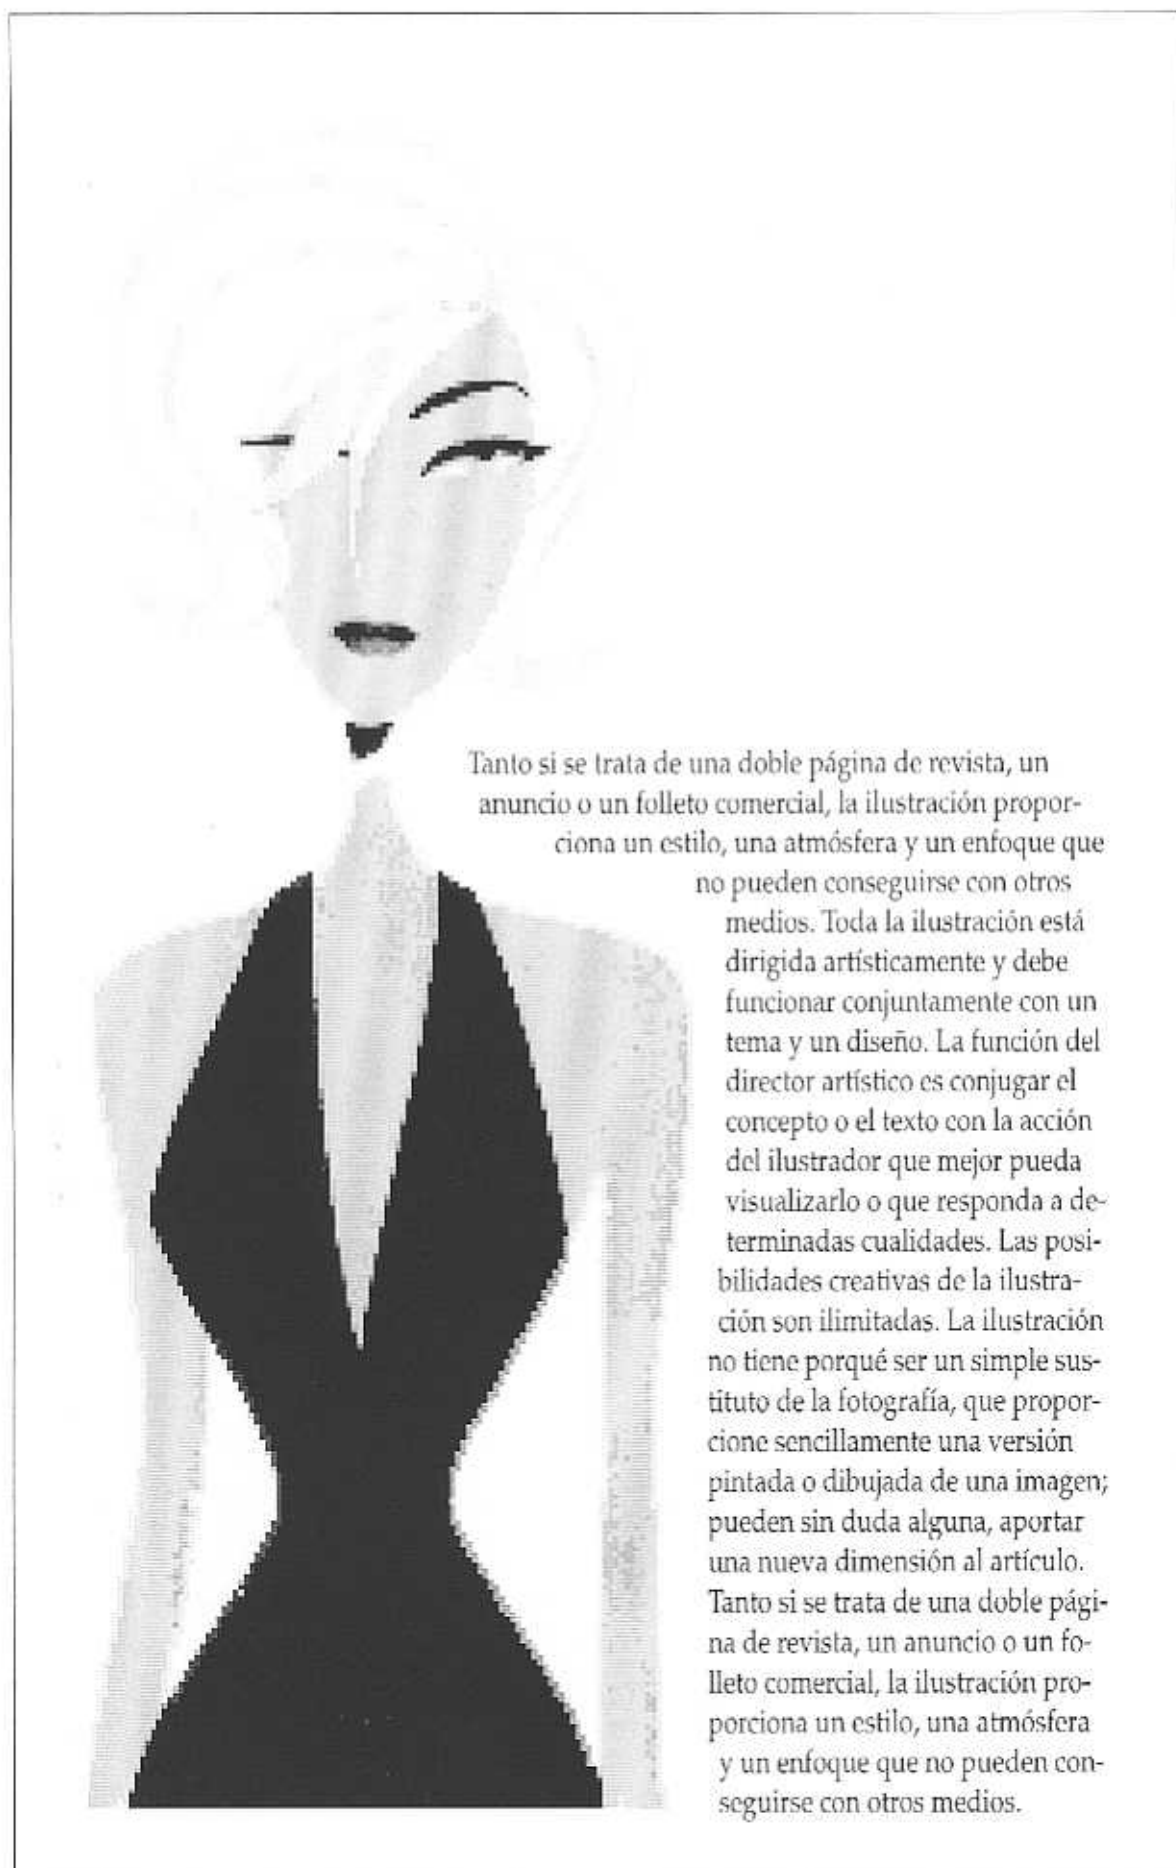 Tanto si se trata de una doble página de revista, un
anuncio o un folleto comercial, la ilustración propor-
ciona un estilo, una atmósfera y un enfoque que
no pueden conseguirse con otros
medios. Toda la ilustración está
dirigida artísticamente y debe
funcionar conjuntamente con un
tema y un diseño. La función del
director artístico es conjugar el
concepto o el texto con la acción
del ilustrador que mejor pueda
visualizarlo o que responda a de-
terminadas cualidades. Las posi-
bilidades creativas de la ilustra-
ción son ilimitadas. La ilustración
no tiene porqué ser un simple sus-
tituto de la fotografía, que propor-
cione sencillamente una versión
pintada o dibujada de una imagen;
pueden sin duda alguna, aportar
una nueva dimensión al artículo.
Tanto si se trata de una doble pági-
na de revista, un anuncio o un fo-
lleto comercial, la ilustración pro-
porciona un estilo, una atmósfera
y un enfoque que no pueden con-
seguirse con otros medios.